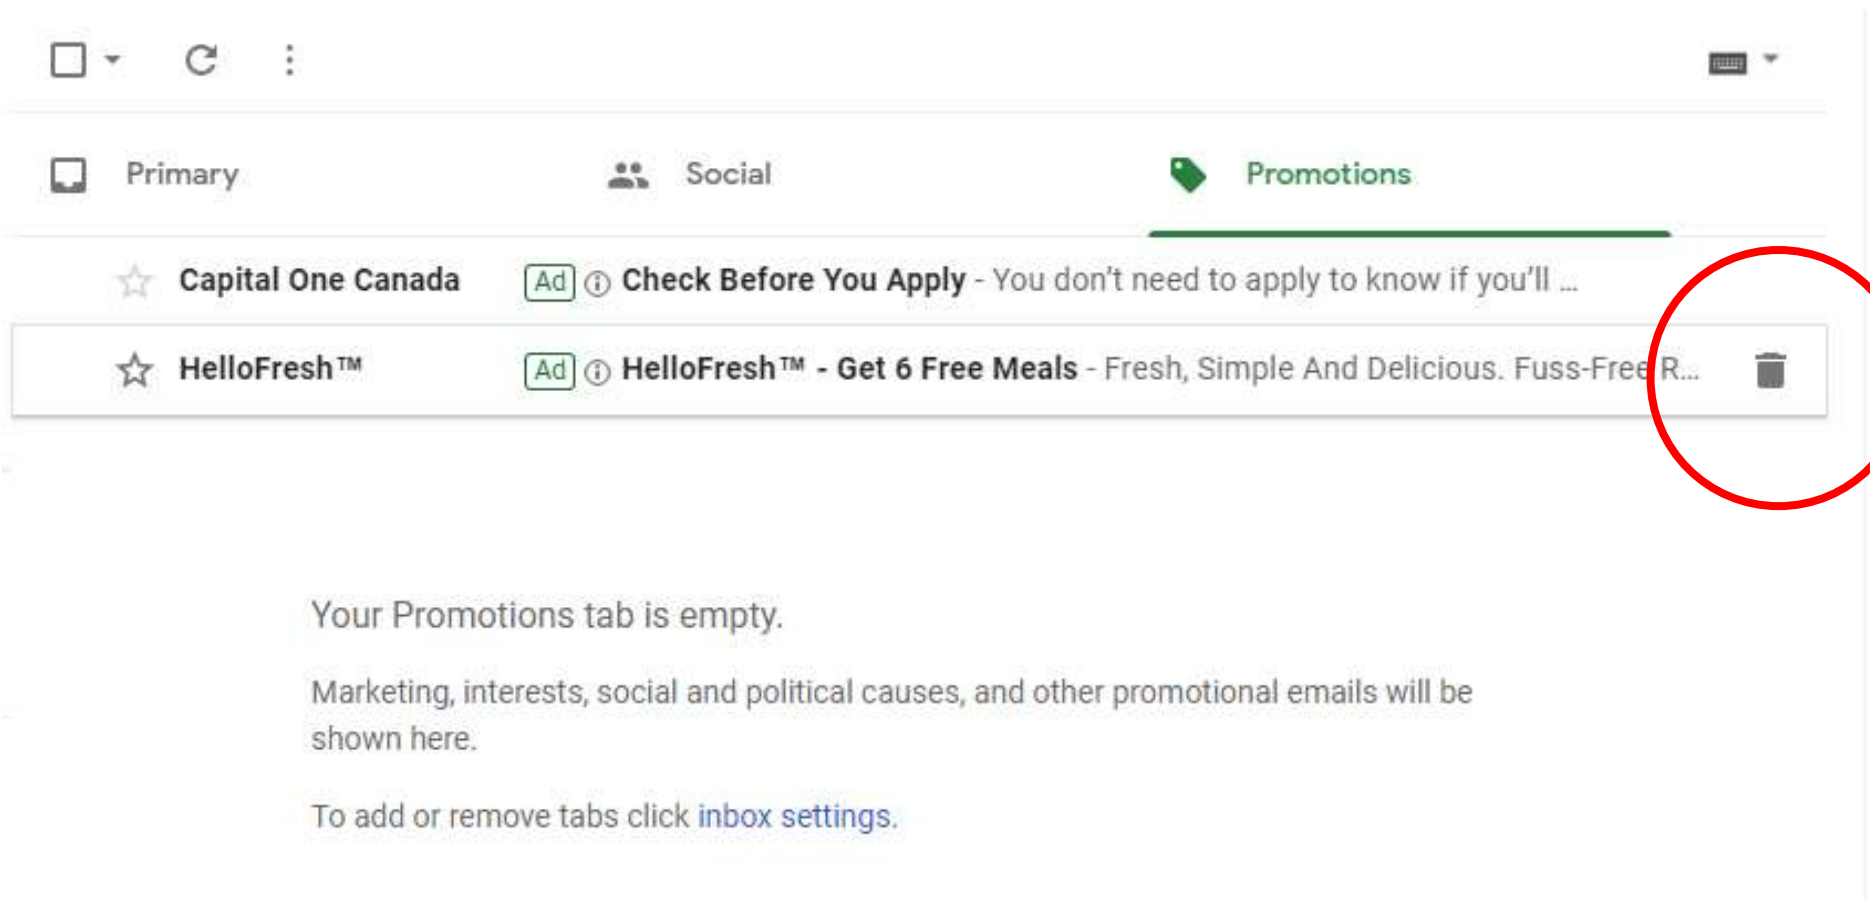 Primary Social Promotions
Capital One Canada Ad Check Before You Apply - You don't need to apply to know if you'll ...
HelloFresh™ Ad HelloFresh™ - Get 6 Free Meals - Fresh, Simple And Delicious. Fuss-Free R...
Your Promotions tab is empty.
Marketing, interests, social and political causes, and other promotional emails will be
shown here.
To add or remove tabs click inbox settings.